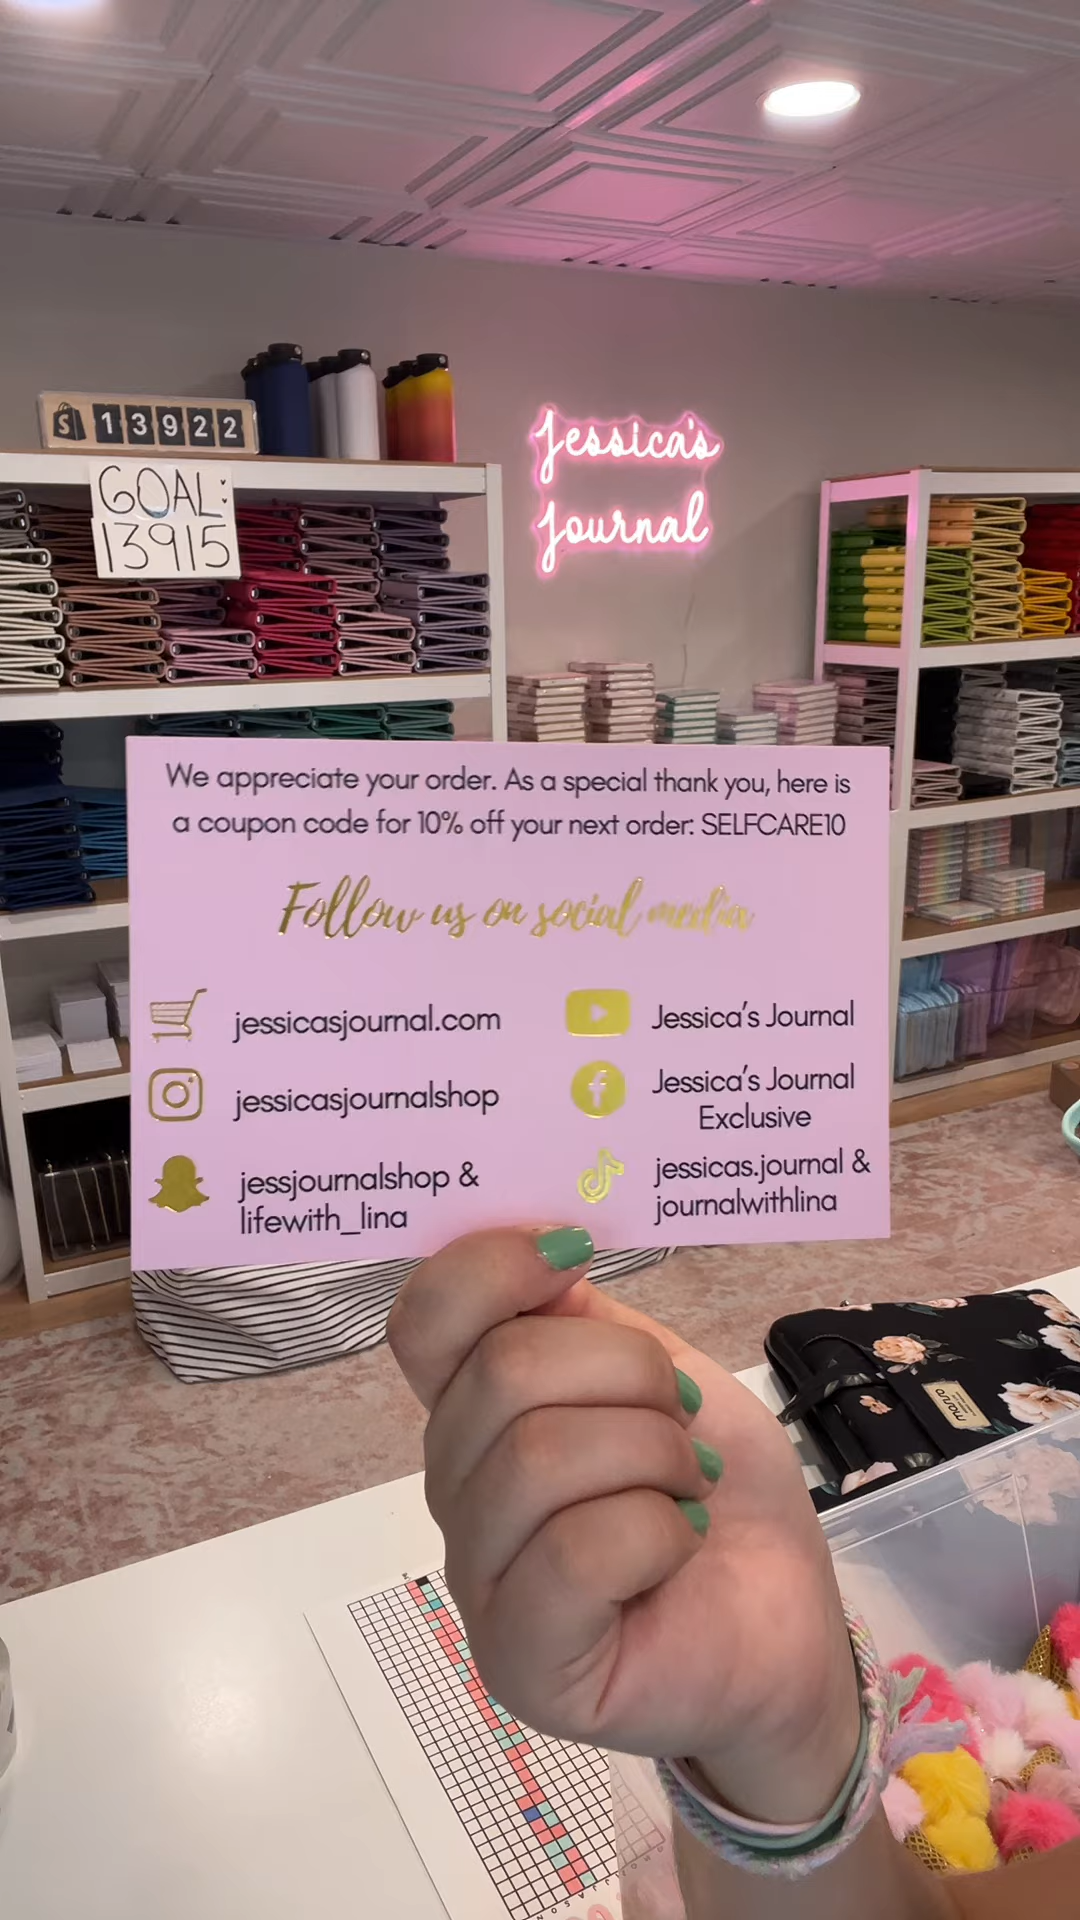 S 13922
GOAL:
13915
Jessica's
Journal
We appreciate your order. As a special thank you, here is
a coupon code for 10% off your next order: SELFCARE10
Follow us on social media
jessicasjournal.com
Jessica's Journal
jessicasjournalshop
Jessica's Journal
Exclusive
jessjournalshop &
lifewith_lina
jessicas.journal &
journalwithlina
manro